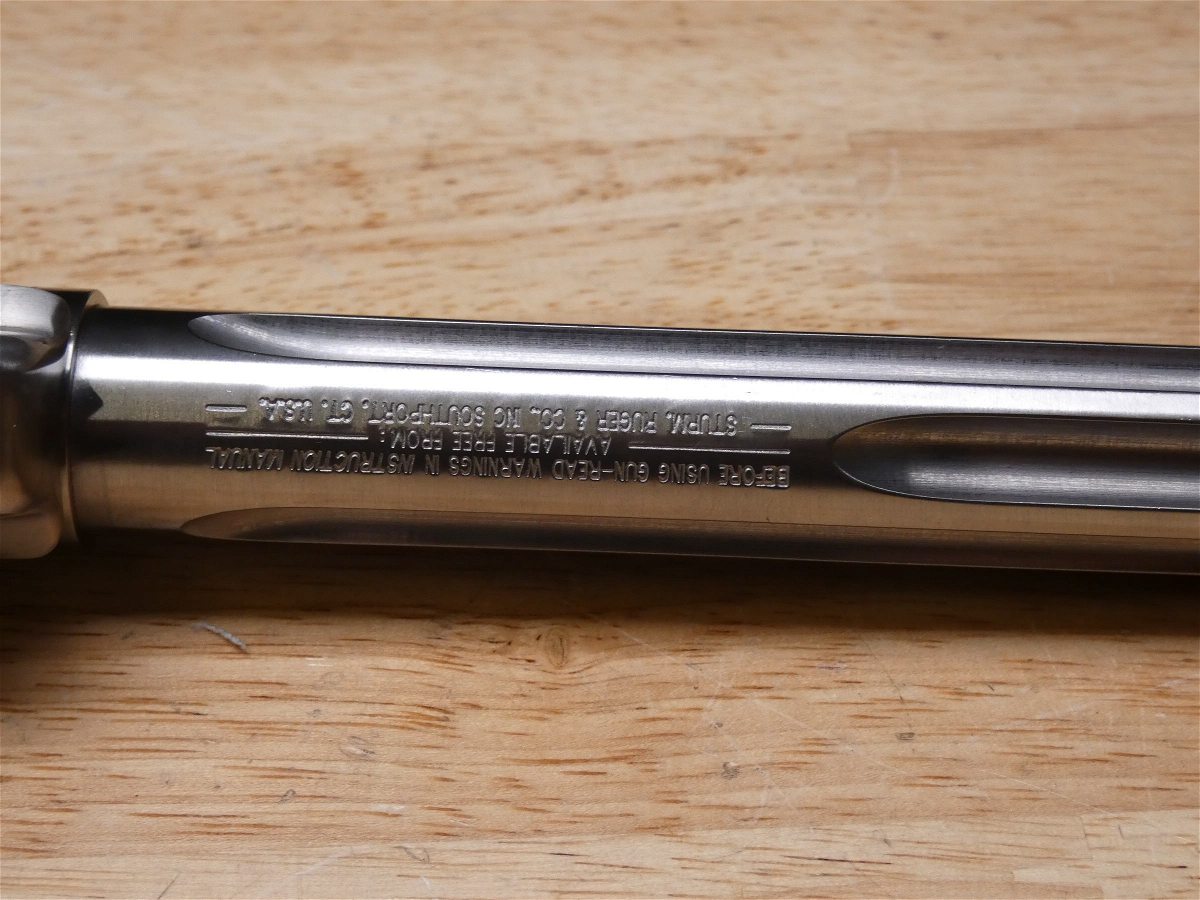 BEFORE USING GUN-READ WARNINGS IN INSTRUCTION MANUAL
AVAILABLE FREE FROM:
STURM, RUGER & CO., INC SOUTHPORT, CT. U.S.A.